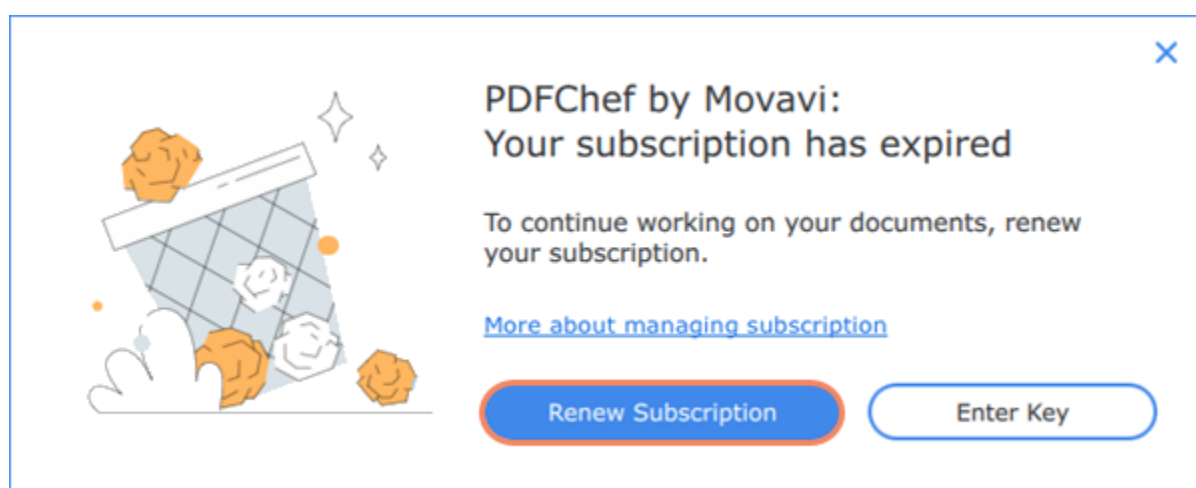 PDFChef by Movavi:
Your subscription has expired
To continue working on your documents, renew
your subscription.
More about managing subscription
Renew Subscription
Enter Key